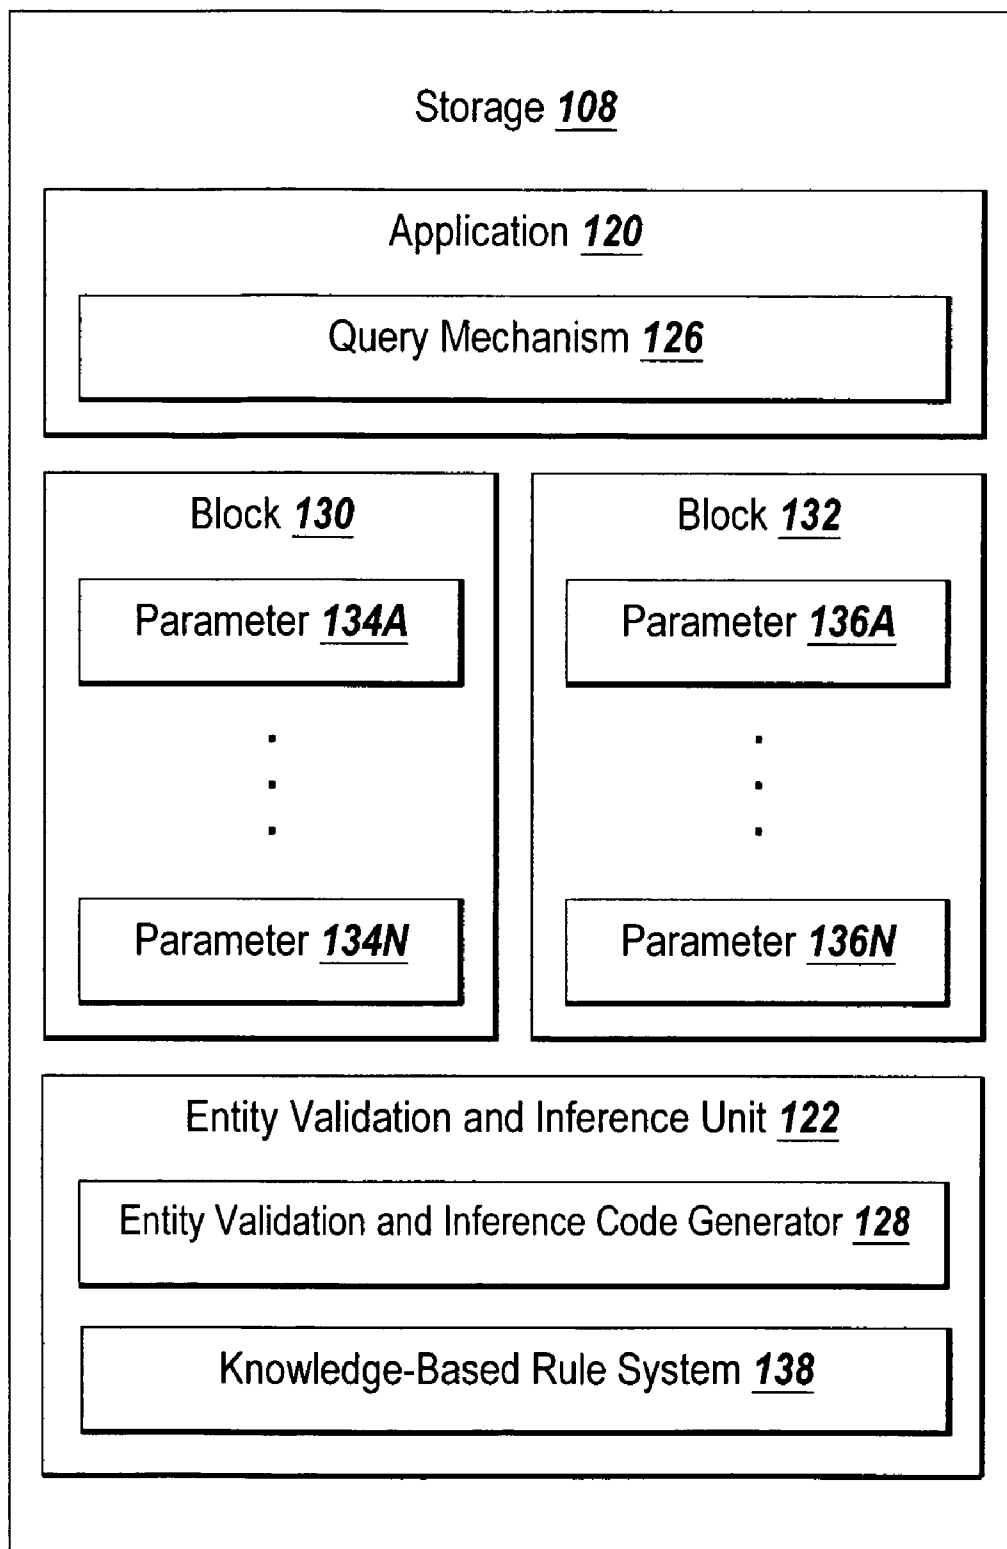 Storage 108
Application 120
Query Mechanism 126
Block 130
Parameter 134A
.
.
.
Parameter 134N
Block 132
Parameter 136A
.
.
.
Parameter 136N
Entity Validation and Inference Unit 122
Entity Validation and Inference Code Generator 128
Knowledge-Based Rule System 138